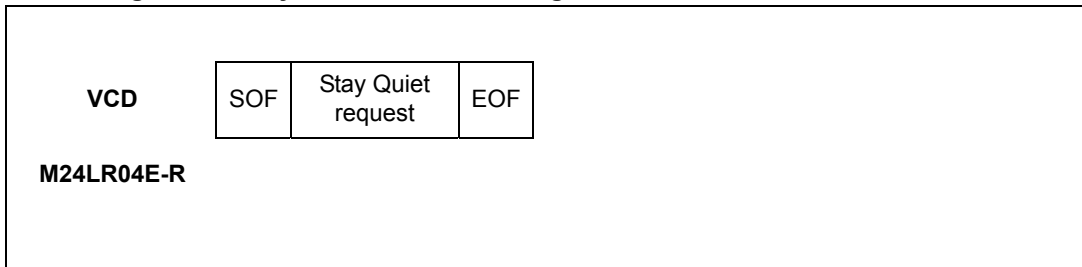 VCD
SOF
Stay Quiet
request
EOF
M24LR04E-R